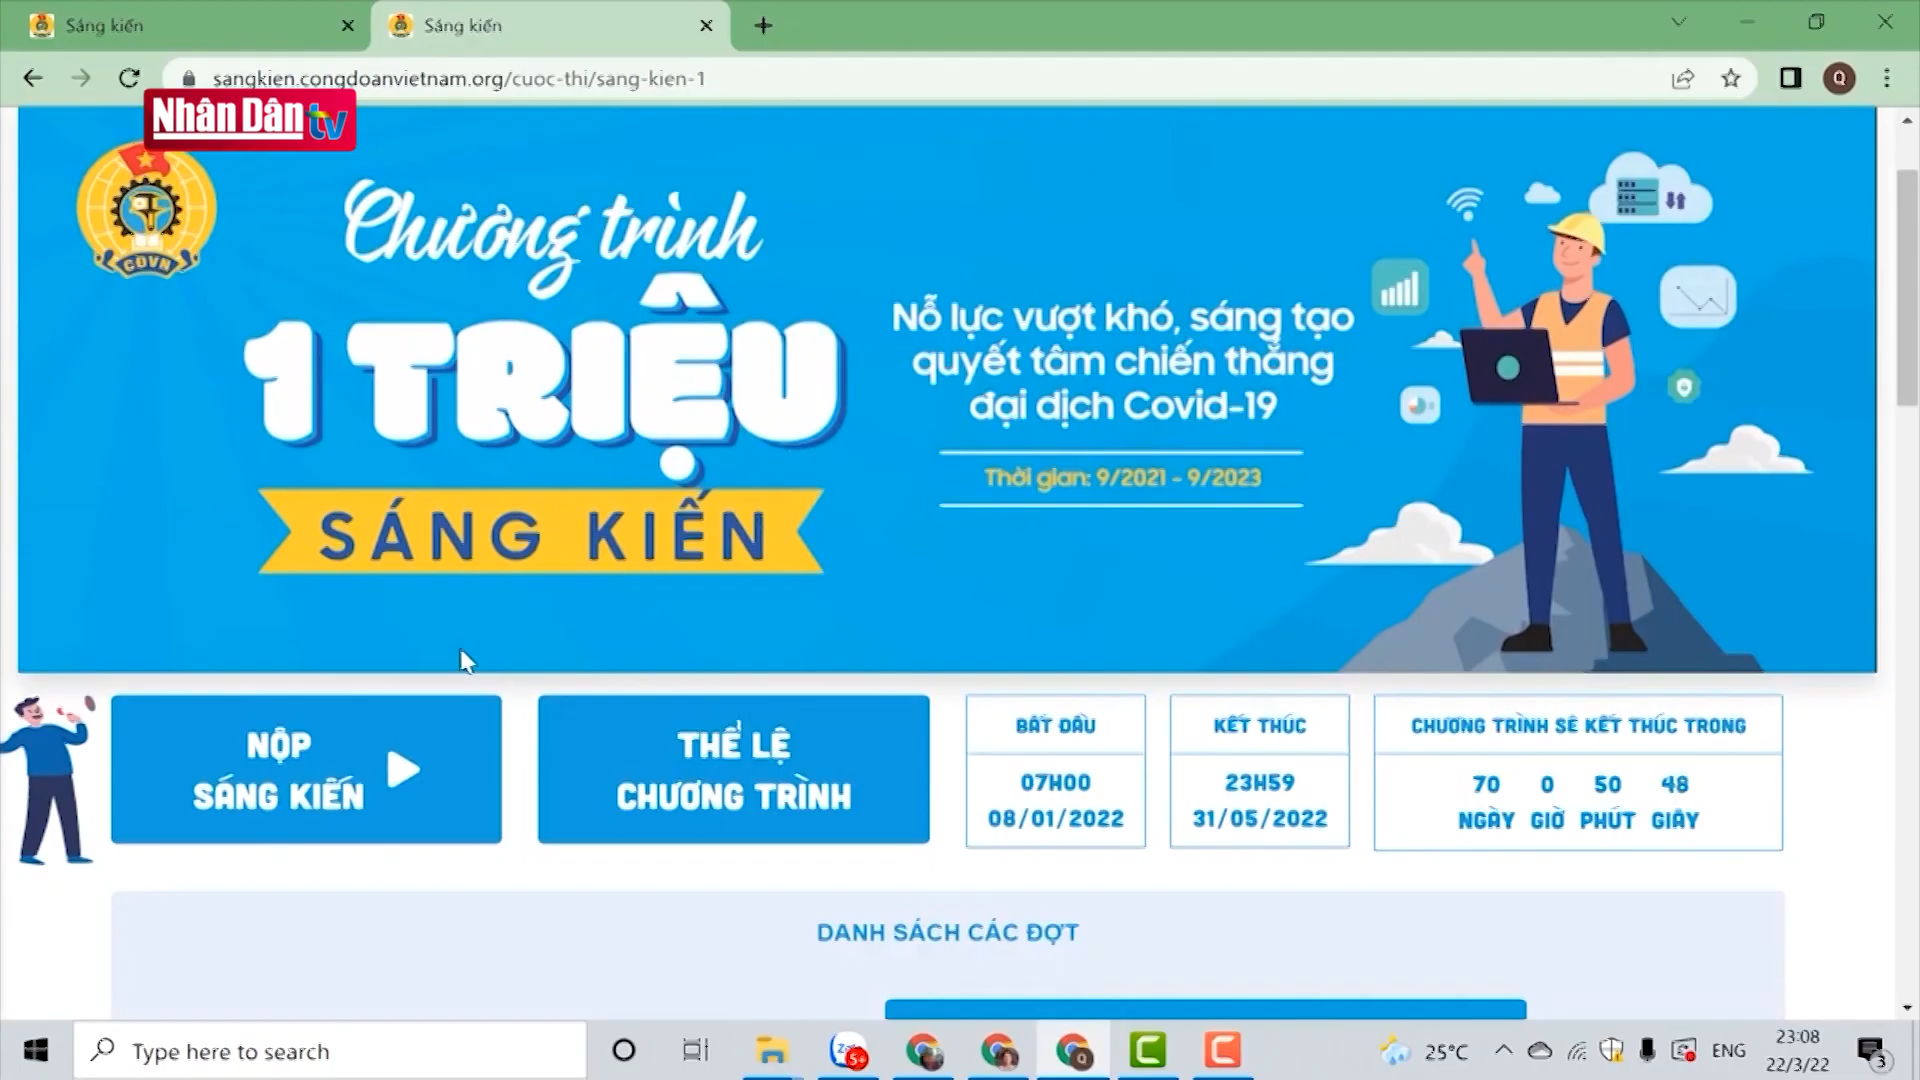 Sáng kiến
Sáng kiến
sangkien.congdoanvietnam.org/cuoc-thi/sang-kien-1
Q
Nhân Dân tv
CĐVN
Chương trình
1 TRIỆU
SÁNG KIẾN
Nỗ lực vượt khó, sáng tạo
quyết tâm chiến thắng
đại dịch Covid-19
Thời gian: 9/2021 - 9/2023
NỘP
SÁNG KIẾN
THỂ LỆ
CHƯƠNG TRÌNH
BẮT ĐẦU
07H00
08/01/2022
KẾT THÚC
23H59
31/05/2022
CHƯƠNG TRÌNH SẼ KẾT THÚC TRONG
70 0 50 48
NGÀY GIỜ PHÚT GIÂY
DANH SÁCH CÁC ĐỢT
Type here to search
5+
Q
25°C
ENG
23:08
22/3/22
3